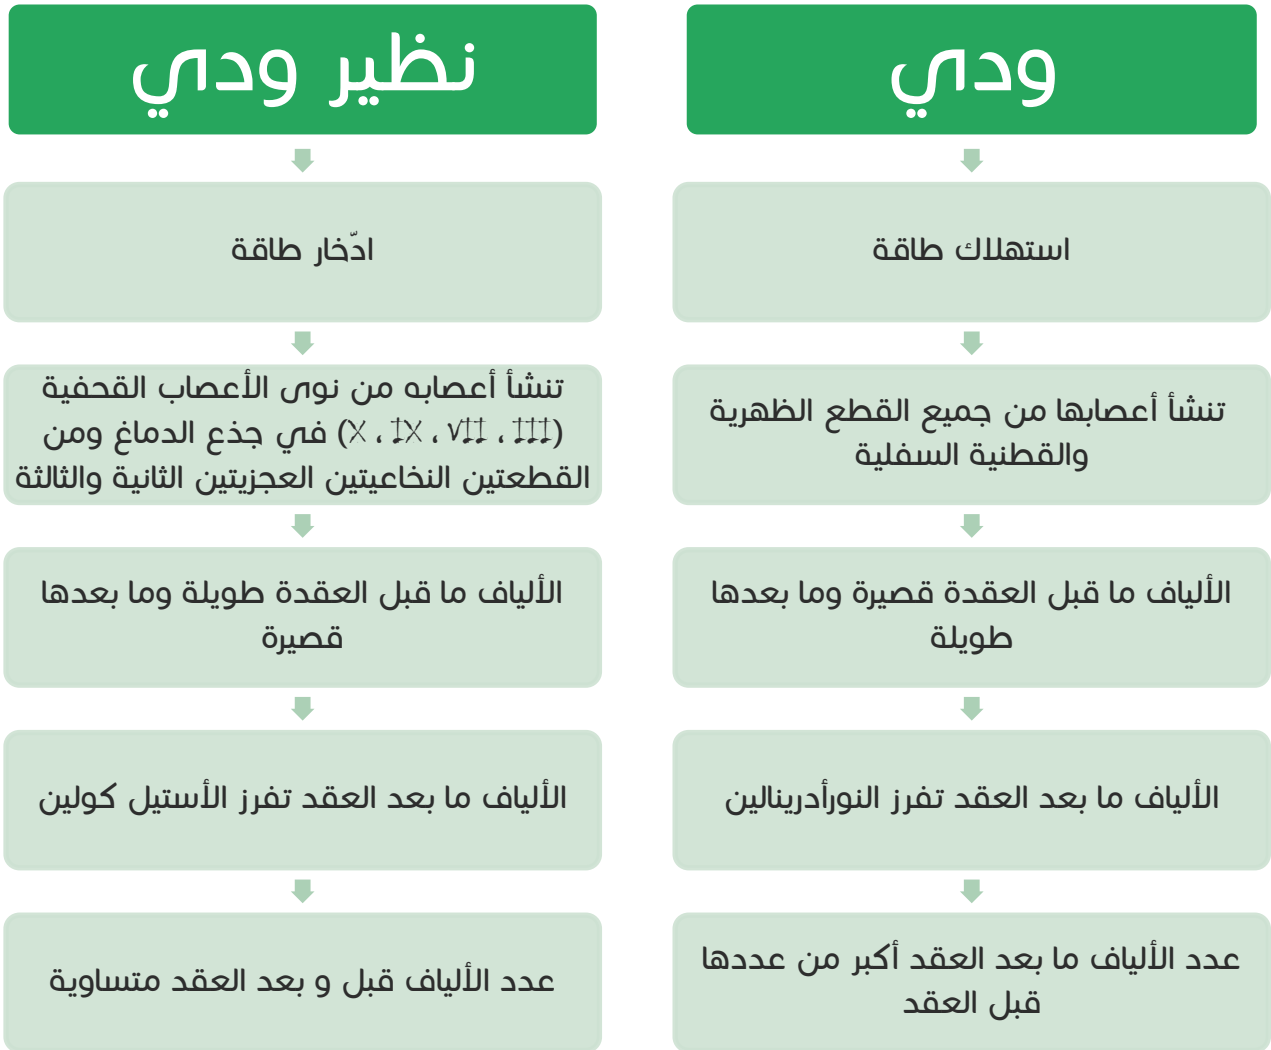 ودي
استهلاك طاقة
تنشأ أعصابها من جميع القطع الظهرية
والقطنية السفلية
الألياف ما قبل العقدة قصيرة وما بعدها
طويلة
الألياف ما بعد العقد تفرز النورأدرينالين
عدد الألياف ما بعد العقد أكبر من عددها
قبل العقد
نظير ودي
ادّخار طاقة
تنشأ أعصابه من نوى الأعصاب القحفية
(III ، VII ، IX ، X) في جذع الدماغ ومن
القطعتين النخاعيتين العجزيتين الثانية والثالثة
الألياف ما قبل العقدة طويلة وما بعدها
قصيرة
الألياف ما بعد العقد تفرز الأستيل كولين
عدد الألياف قبل و بعد العقد متساوية